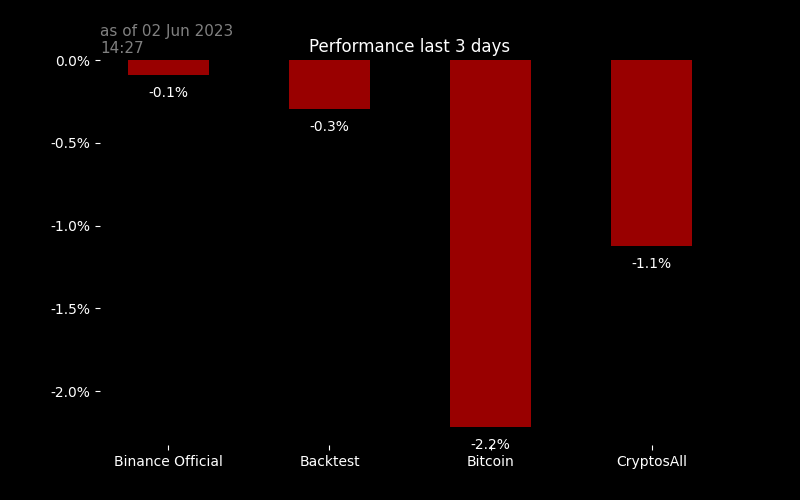 as of 02 Jun 2023
14:27
Performance last 3 days
0.0%
-0.1%
-0.3%
-0.5%
-1.0%
-1.1%
-1.5%
-2.0%
-2.2%
Binance Official
Backtest
Bitcoin
CryptosAll